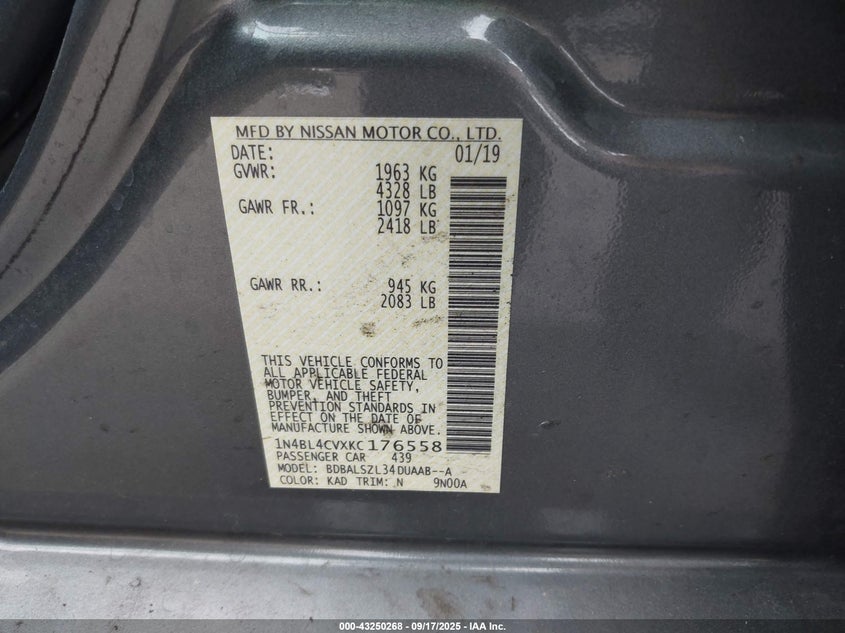 MFD BY NISSAN MOTOR CO., LTD.
DATE: 01/19
GVWR: 1963 KG
4328 LB
GAWR FR.: 1097 KG
2418 LB
GAWR RR.: 945 KG
2083 LB
THIS VEHICLE CONFORMS TO
ALL APPLICABLE FEDERAL
MOTOR VEHICLE SAFETY,
BUMPER, AND THEFT
PREVENTION STANDARDS IN
EFFECT ON THE DATE OF
MANUFACTURE SHOWN ABOVE.
1N4BL4CVXKC176558
PASSENGER CAR 439
MODEL: BDBALSZL34DUAAB--A
COLOR: KAD TRIM: N 9N00A
000-43250268 - 09/17/2025 - IAA Inc.